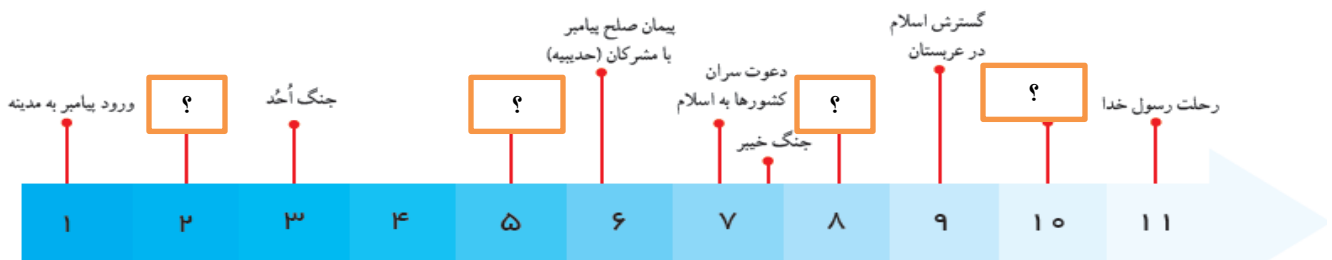 ورود پیامبر به مدینه
؟
جنگ اُحُد
؟
پیمان صلح پیامبر
با مشرکان (حدیبیه)
دعوت سران
کشورها به اسلام
جنگ خیبر
؟
گسترش اسلام
در عربستان
؟
رحلت رسول خدا
۱ ۲ ۳ ۴ ۵ ۶ ۷ ۸ ۹ ۱۰ ۱۱